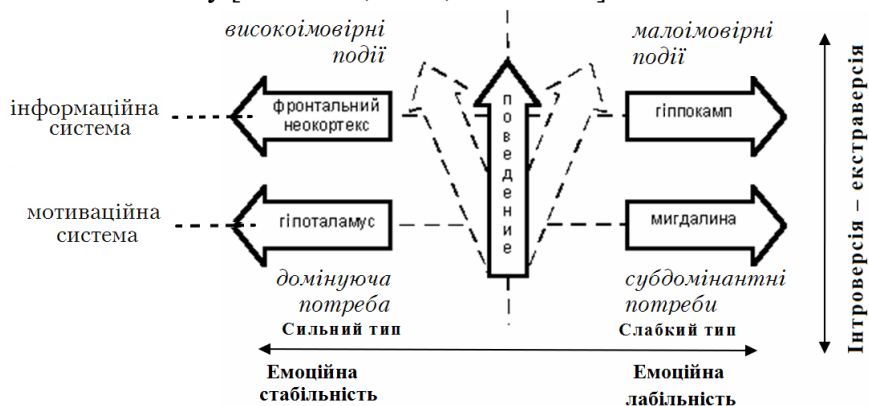 високоімовірні
події
малоімовірні
події
інформаційна
система
фронтальний
неокортекс
поведение
гіппокамп
мотиваційна
система
гіпоталамус
мигдалина
домінуюча
потреба
субдомінантні
потреби
Сильний тип
Слабкий тип
Емоційна
стабільність
Емоційна
лабільність
Інтроверсія – екстраверсія